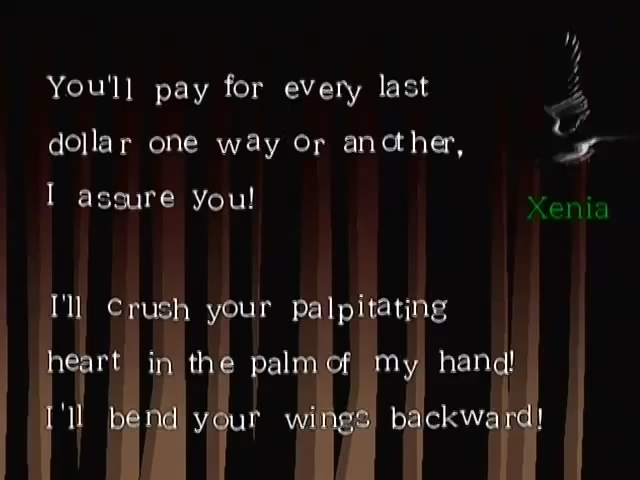 You'll pay for every last
dollar one way or another,
I assure you!
Xenia
I'll crush your palpitating
heart in the palm of my hand!
I'll bend your wings backward!